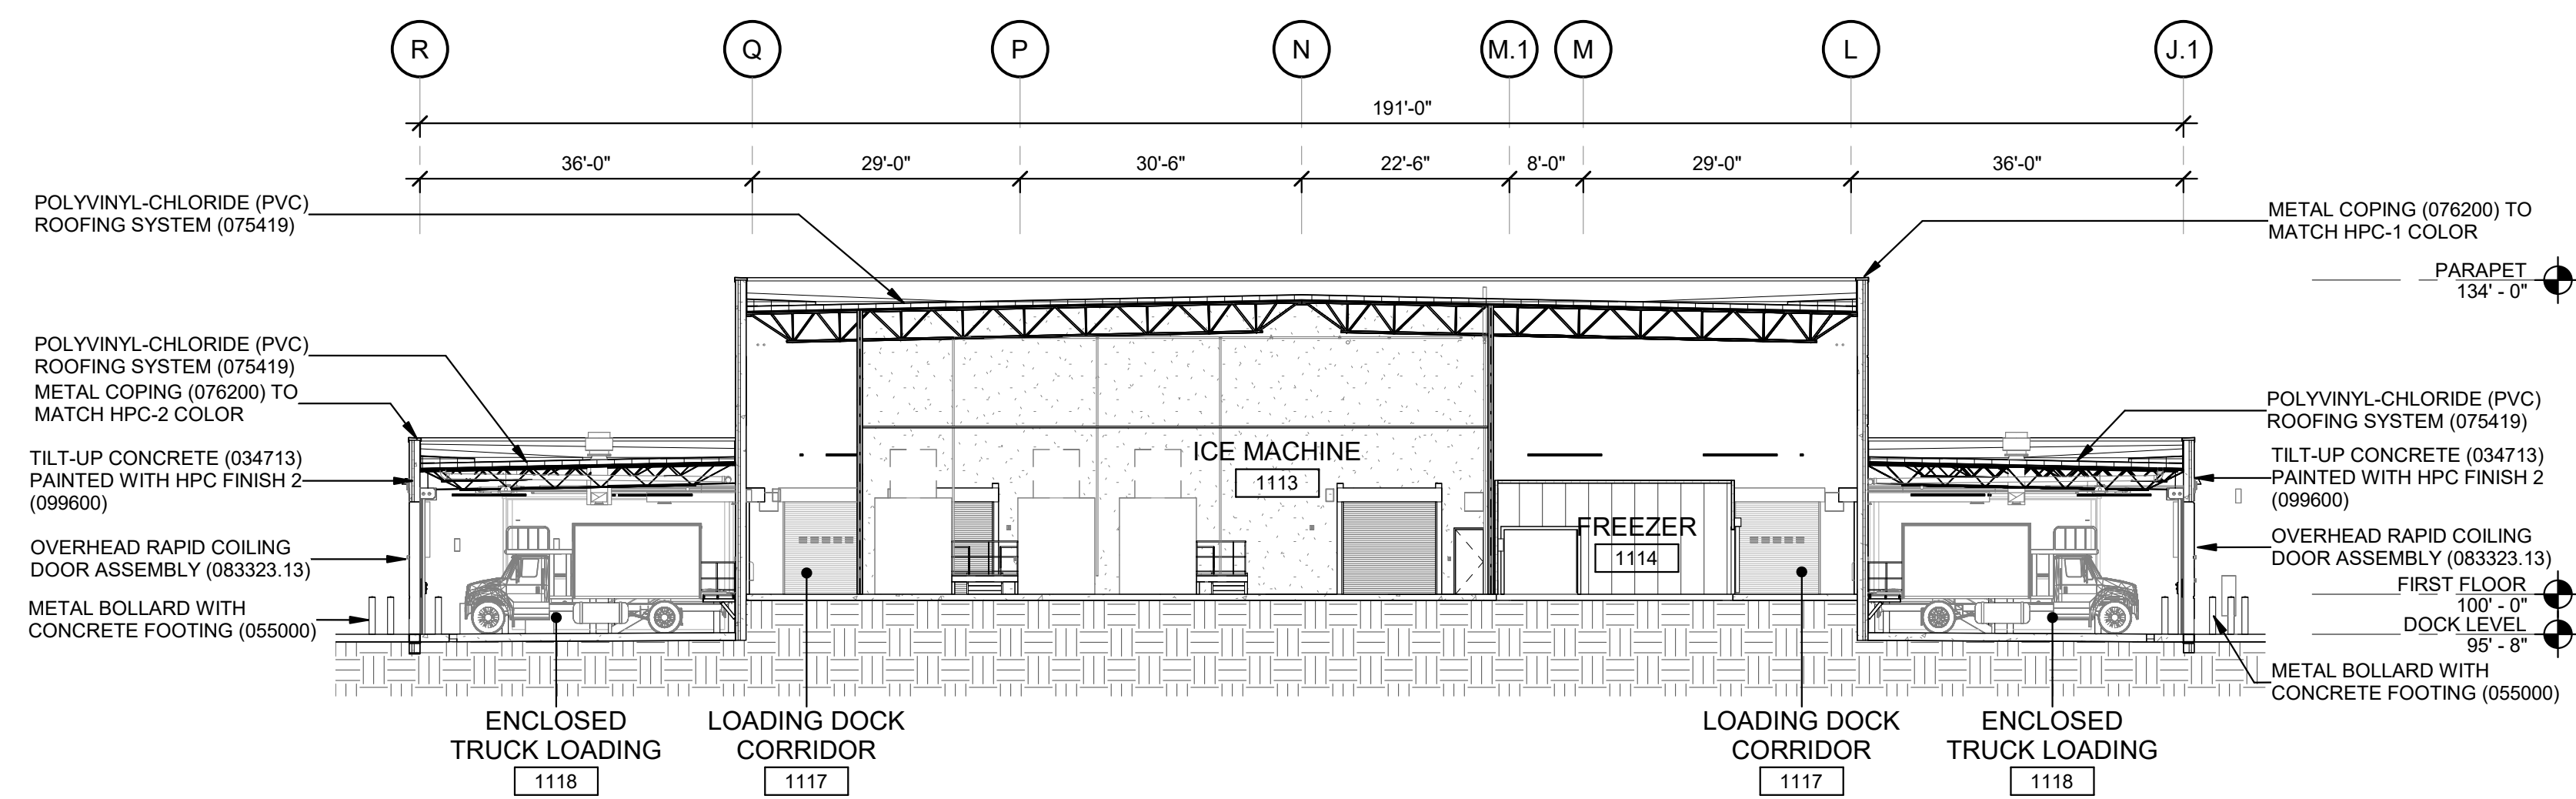 R
Q
P
N
M.1
M
L
J.1
191'-0"
36'-0"
29'-0"
30'-6"
22'-6"
8'-0"
29'-0"
36'-0"
POLYVINYL-CHLORIDE (PVC)
ROOFING SYSTEM (075419)
POLYVINYL-CHLORIDE (PVC)
ROOFING SYSTEM (075419)
METAL COPING (076200) TO
MATCH HPC-2 COLOR
TILT-UP CONCRETE (034713)
PAINTED WITH HPC FINISH 2
(099600)
OVERHEAD RAPID COILING
DOOR ASSEMBLY (083323.13)
METAL BOLLARD WITH
CONCRETE FOOTING (055000)
ICE MACHINE
1113
FREEZER
1114
METAL COPING (076200) TO
MATCH HPC-1 COLOR
PARAPET
134' - 0"
POLYVINYL-CHLORIDE (PVC)
ROOFING SYSTEM (075419)
TILT-UP CONCRETE (034713)
PAINTED WITH HPC FINISH 2
(099600)
OVERHEAD RAPID COILING
DOOR ASSEMBLY (083323.13)
FIRST FLOOR
100' - 0"
DOCK LEVEL
95' - 8"
METAL BOLLARD WITH
CONCRETE FOOTING (055000)
ENCLOSED
TRUCK LOADING
1118
LOADING DOCK
CORRIDOR
1117
LOADING DOCK
CORRIDOR
1117
ENCLOSED
TRUCK LOADING
1118